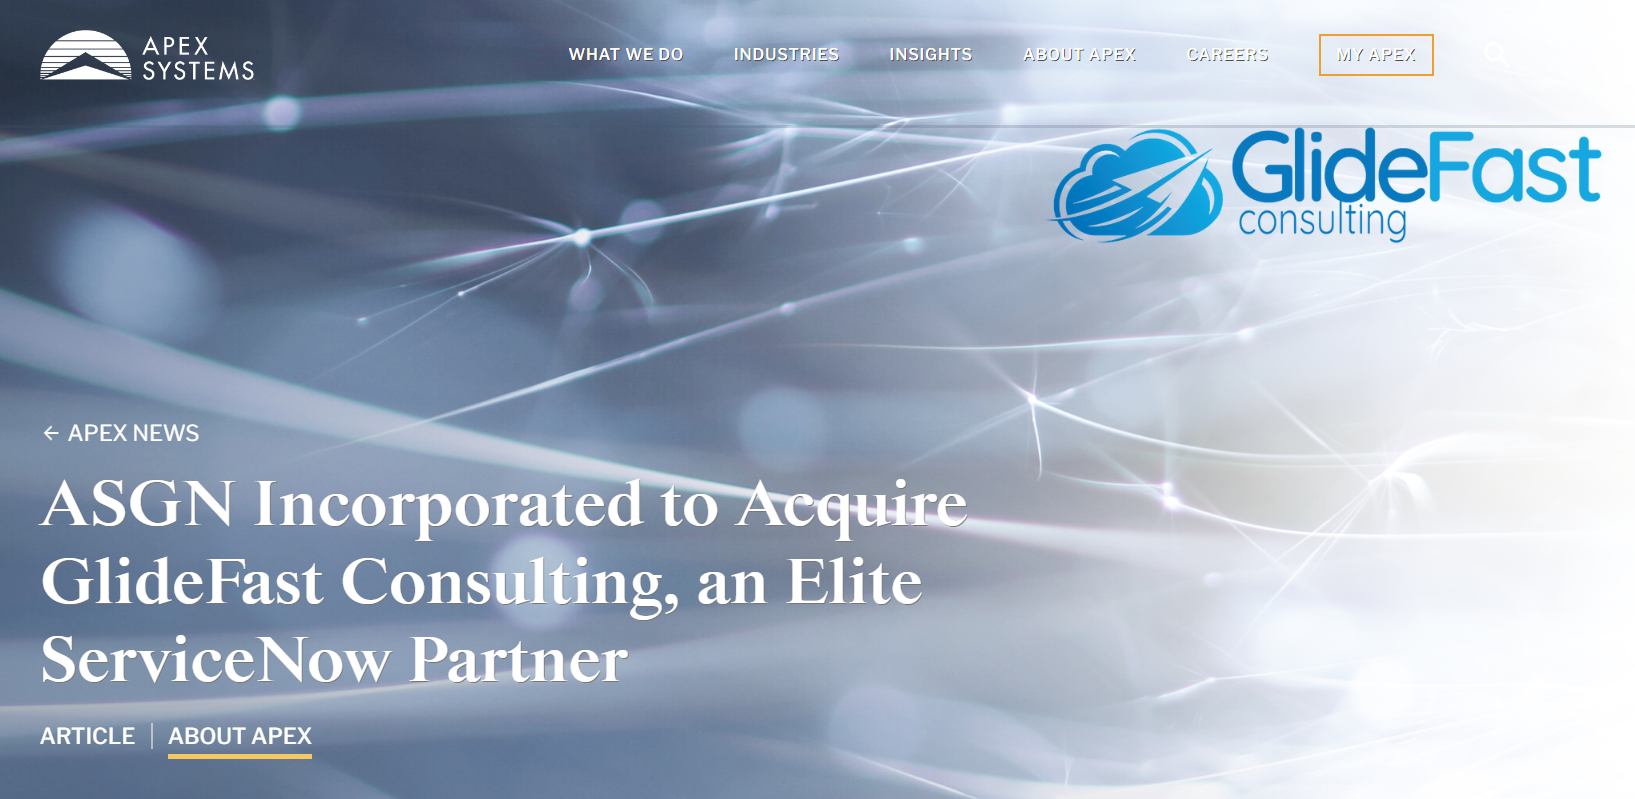 APEX
SYSTEMS
WHAT WE DO
INDUSTRIES
INSIGHTS
ABOUT APEX
CAREERS
MY APEX
GlideFast
consulting
← APEX NEWS
ASGN Incorporated to Acquire
GlideFast Consulting, an Elite
ServiceNow Partner
ARTICLE | ABOUT APEX